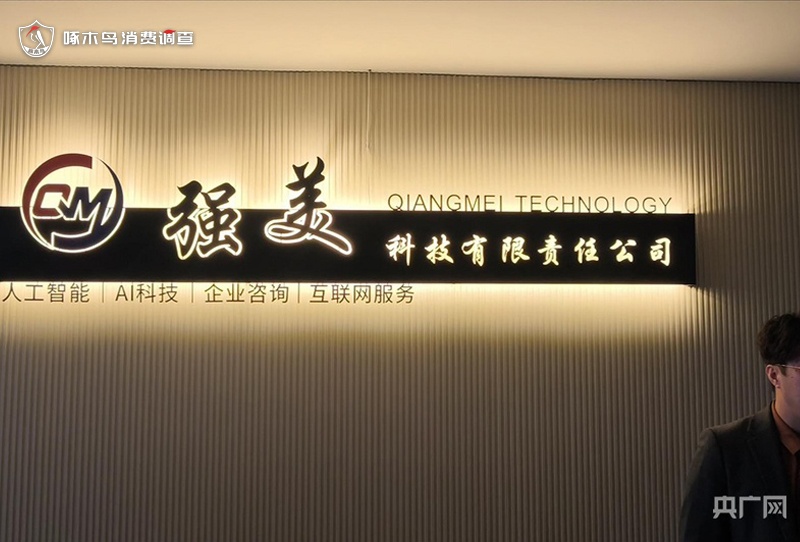 啄木鸟消费调查
QM
强美
QIANGMEI TECHNOLOGY
科技有限责任公司
人工智能 | AI科技 | 企业咨询 | 互联网服务
央广网